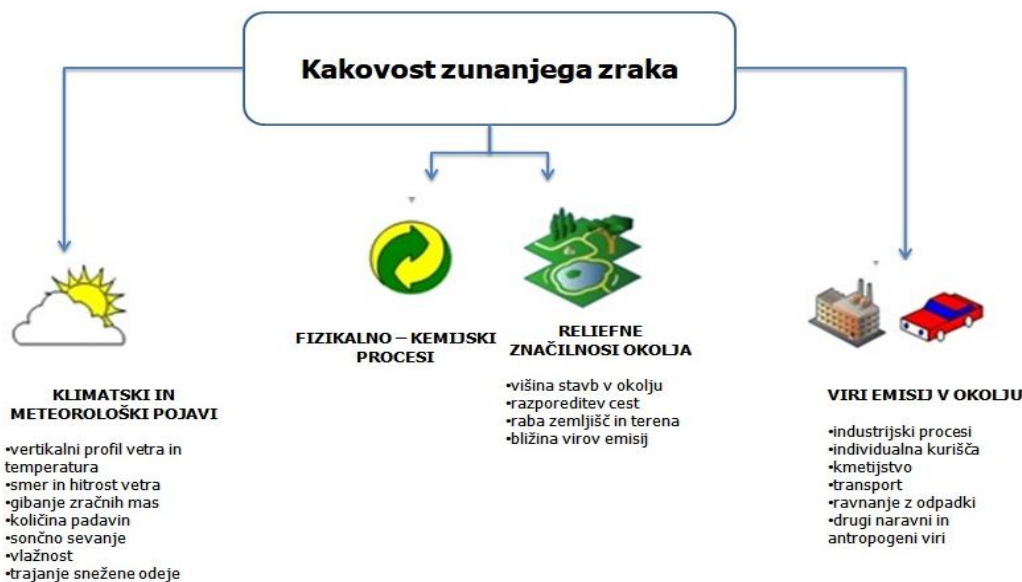 Kakovost zunanjega zraka
KLIMATSKI IN
METEOROLOŠKI POJAVI
•vertikalni profil vetra in
temperatura
•smer in hitrost vetra
•gibanje zračnih mas
•količina padavin
•sončno sevanje
•vlažnost
•trajanje snežene odeje
FIZIKALNO – KEMIJSKI
PROCESI
RELIEFNE
ZNAČILNOSI OKOLJA
•višina stavb v okolju
•razporeditev cest
•raba zemljišč in terena
•bližina virov emisij
VIRI EMISIJ V OKOLJU
•industrijski procesi
•individualna kurišča
•kmetijstvo
•transport
•ravnanje z odpadki
•drugi naravni in
antropogeni viri